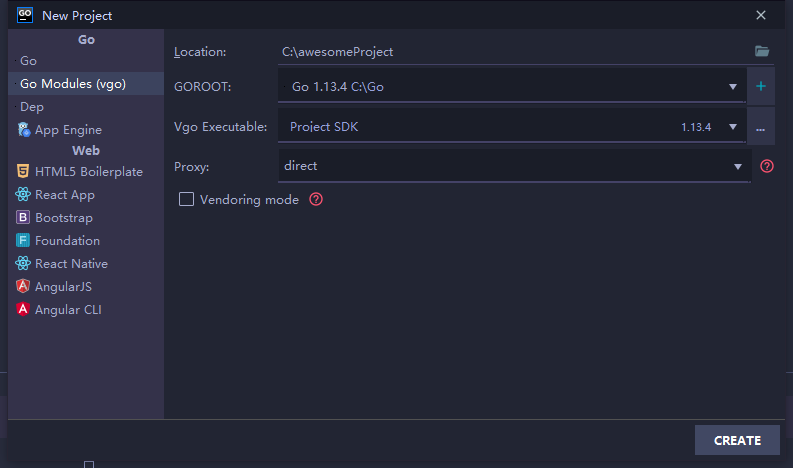 GO New Project
Go
Go
Go Modules (vgo)
Dep
App Engine
Web
HTML5 Boilerplate
React App
B Bootstrap
F Foundation
React Native
AngularJS
Angular CLI
Location: C:\awesomeProject
GOROOT: Go 1.13.4 C:\Go
Vgo Executable: Project SDK 1.13.4 ...
Proxy: direct ?
Vendoring mode ?
CREATE